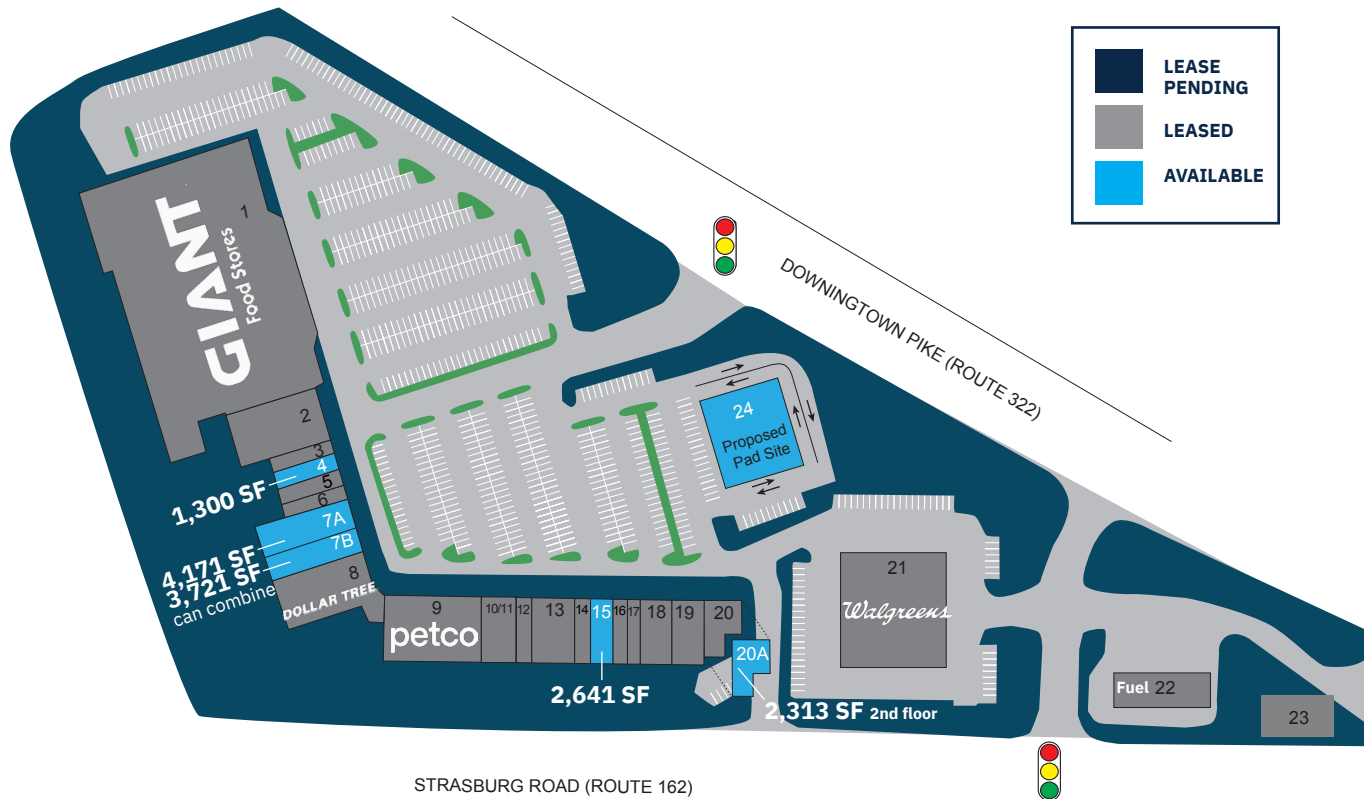 LEASE
PENDING
LEASED
AVAILABLE
GIANT
Food Stores
1
DOWNINGTOWN PIKE (ROUTE 322)
2
3
4
5
6
7A
7B
8
DOLLAR TREE
1,300 SF
4,171 SF
3,721 SF
can combine
24
Proposed
Pad Site
9
petco
10/11
12
13
14
15
16
17
18
19
20
20A
2,641 SF
2,313 SF 2nd floor
21
Walgreens
Fuel 22
23
STRASBURG ROAD (ROUTE 162)